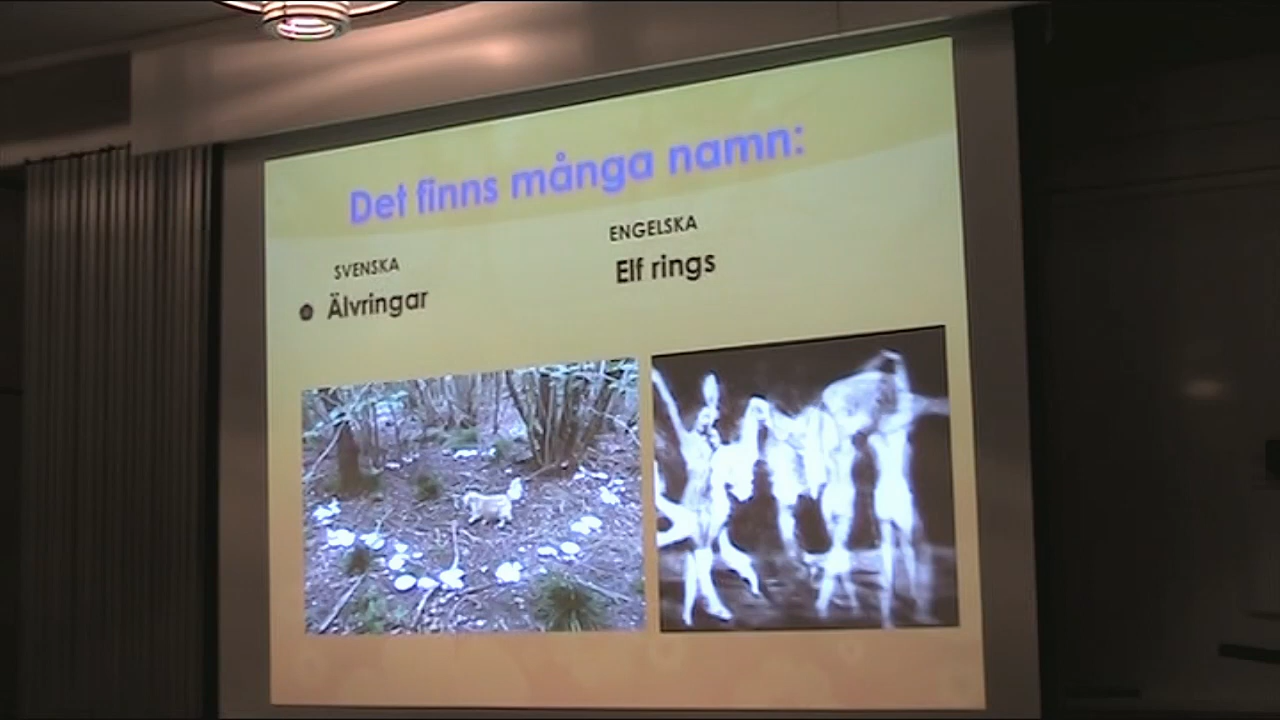 Det finns många namn:
SVENSKA
Älvringar
ENGELSKA
Elf rings